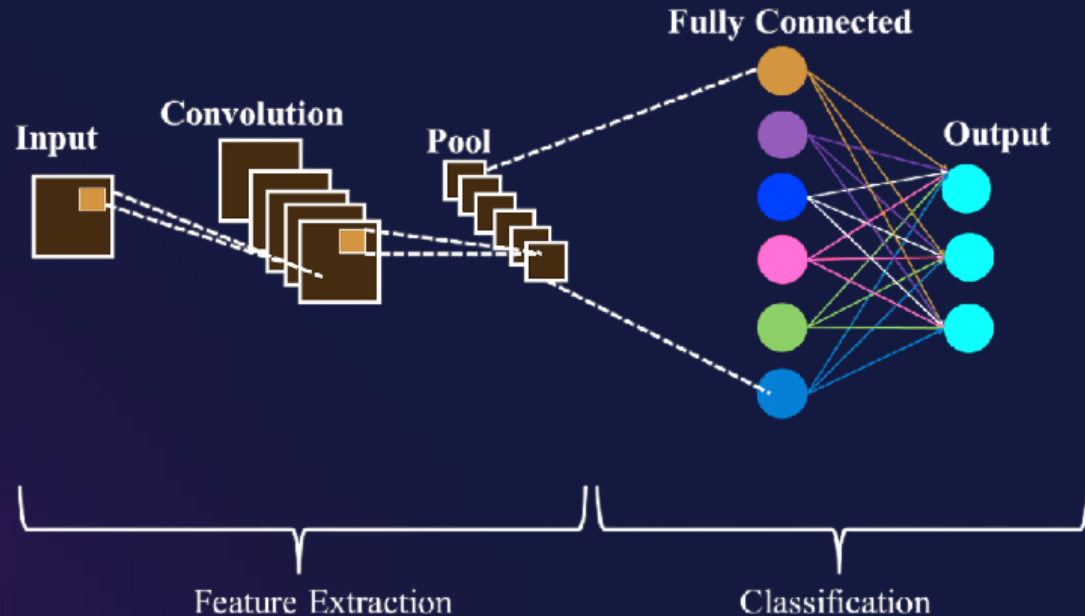 Input
Convolution
Pool
Fully Connected
Output
Feature Extraction
Classification